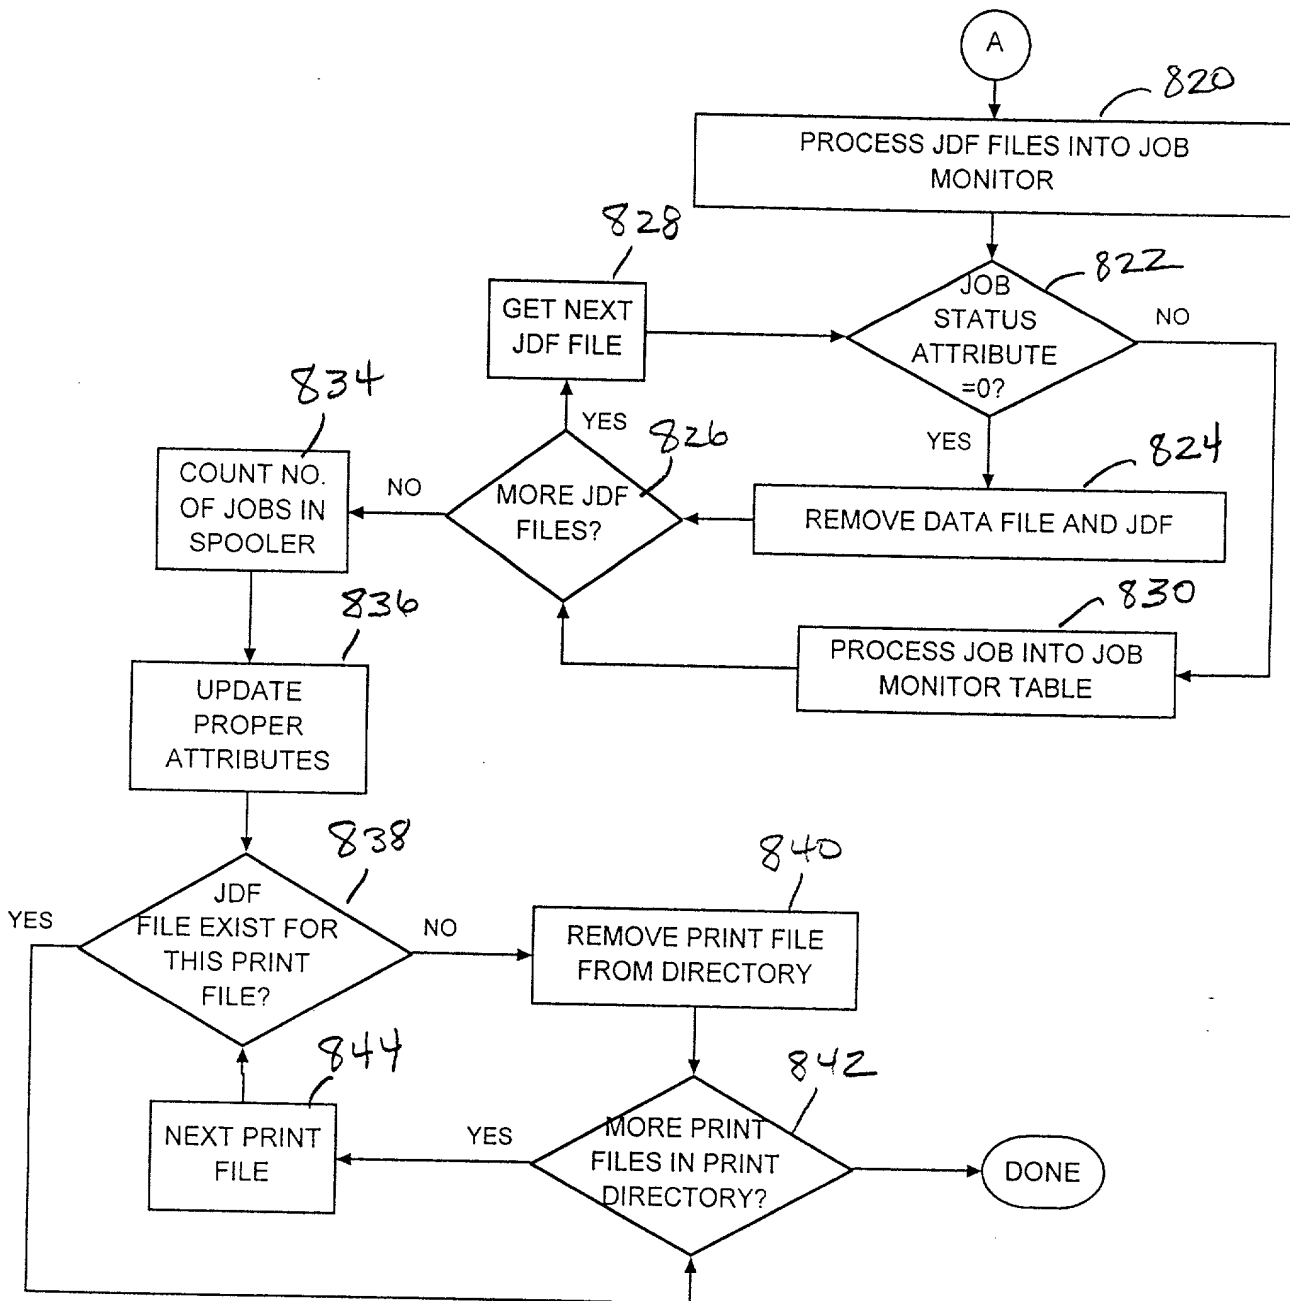 A
820
PROCESS JDF FILES INTO JOB
MONITOR
828
822
GET NEXT
JDF FILE
JOB
STATUS
ATTRIBUTE
=0?
NO
834
YES
826
YES
824
COUNT NO.
OF JOBS IN
SPOOLER
NO
MORE JDF
FILES?
REMOVE DATA FILE AND JDF
836
830
PROCESS JOB INTO JOB
MONITOR TABLE
UPDATE
PROPER
ATTRIBUTES
838
840
YES
JDF
FILE EXIST FOR
THIS PRINT
FILE?
NO
REMOVE PRINT FILE
FROM DIRECTORY
844
842
NEXT PRINT
FILE
YES
MORE PRINT
FILES IN PRINT
DIRECTORY?
DONE